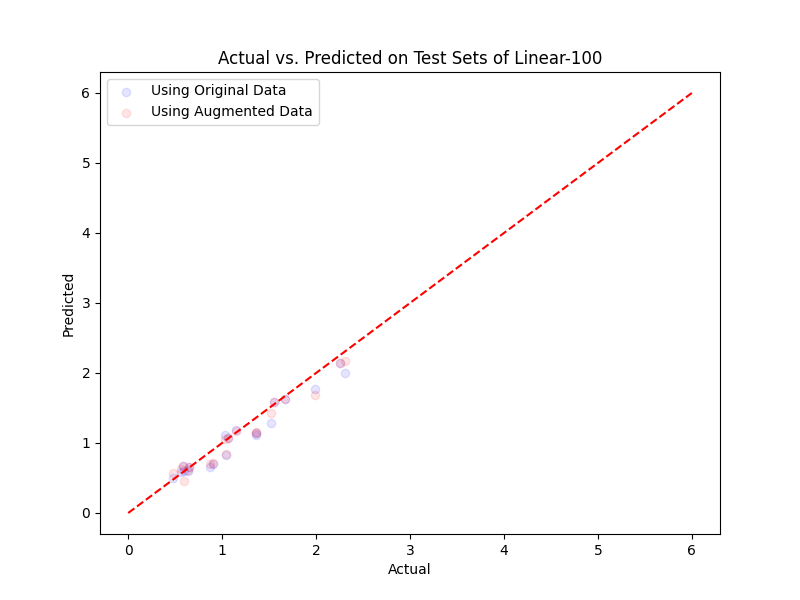 Actual vs. Predicted on Test Sets of Linear-100
Using Original Data
Using Augmented Data
6
5
4
3
2
1
0
Predicted
0 1 2 3 4 5 6
Actual